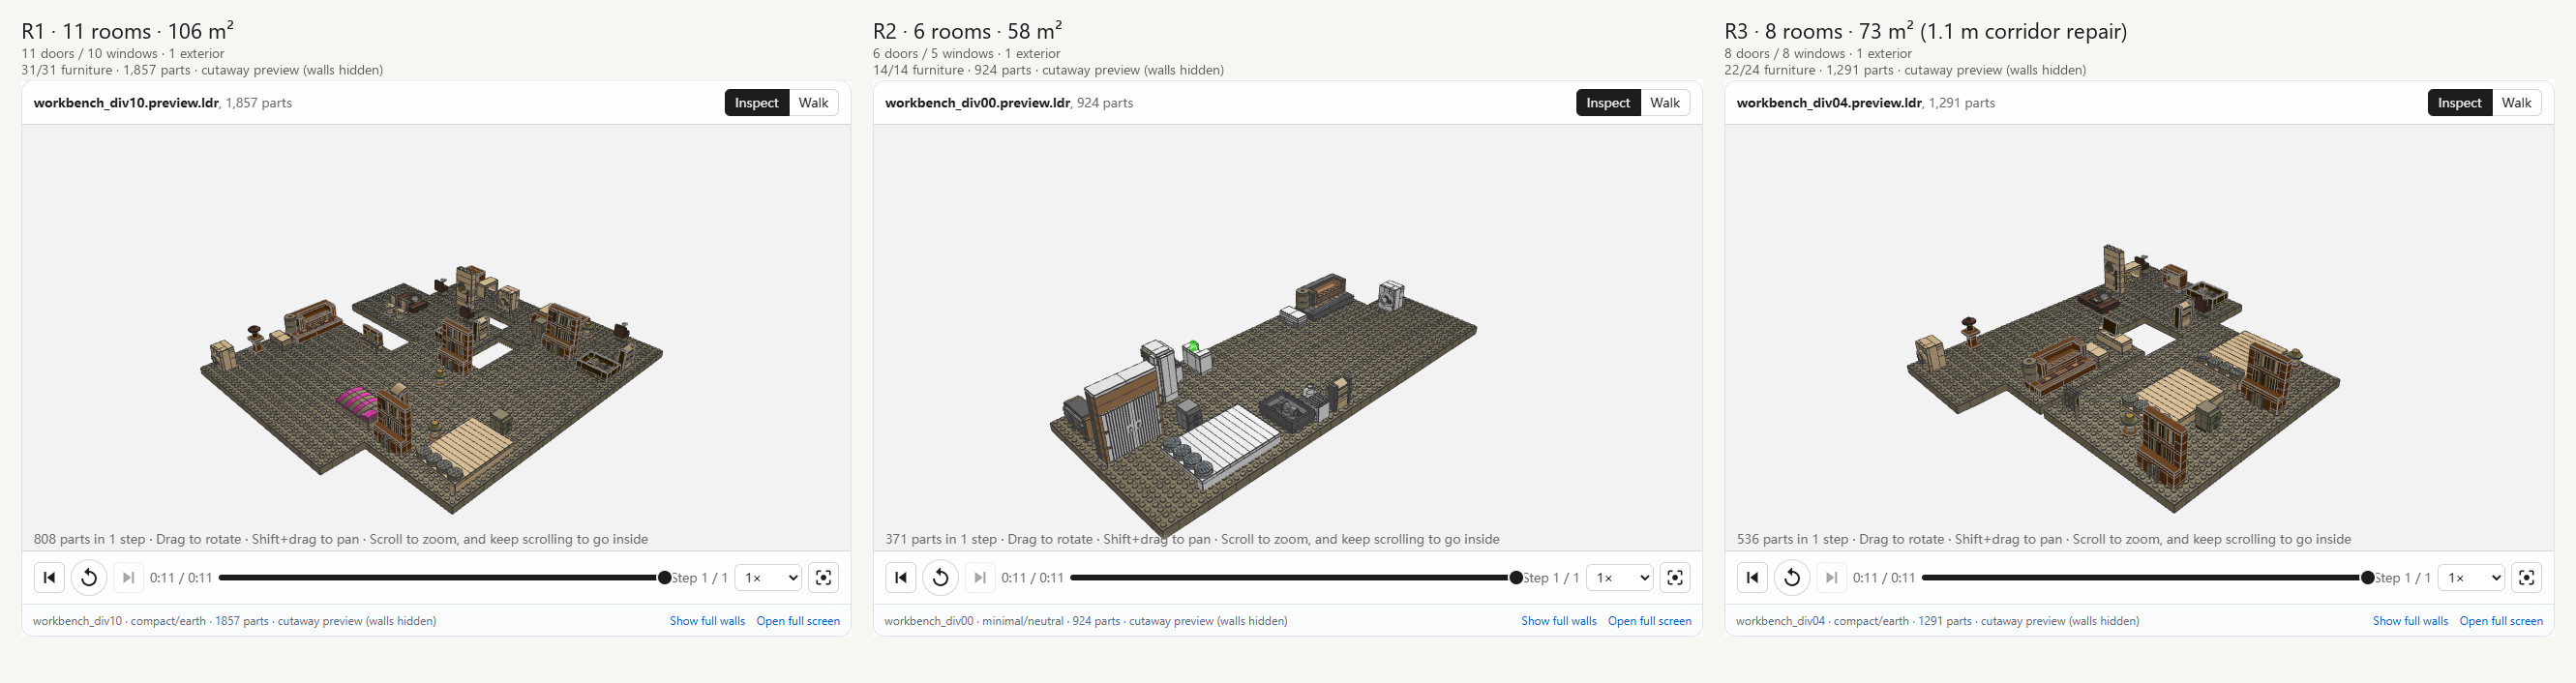 R1 · 11 rooms · 106 m²
11 doors / 10 windows · 1 exterior
31/31 furniture · 1,857 parts · cutaway preview (walls hidden)
workbench_div10.preview.ldr, 1,857 parts
Inspect Walk
808 parts in 1 step · Drag to rotate · Shift+drag to pan · Scroll to zoom, and keep scrolling to go inside
0:11 / 0:11 Step 1 / 1 1×
workbench_div10 · compact/earth · 1857 parts · cutaway preview (walls hidden) Show full walls Open full screen
R2 · 6 rooms · 58 m²
6 doors / 5 windows · 1 exterior
14/14 furniture · 924 parts · cutaway preview (walls hidden)
workbench_div00.preview.ldr, 924 parts
Inspect Walk
371 parts in 1 step · Drag to rotate · Shift+drag to pan · Scroll to zoom, and keep scrolling to go inside
0:11 / 0:11 Step 1 / 1 1×
workbench_div00 · minimal/neutral · 924 parts · cutaway preview (walls hidden) Show full walls Open full screen
R3 · 8 rooms · 73 m² (1.1 m corridor repair)
8 doors / 8 windows · 1 exterior
22/24 furniture · 1,291 parts · cutaway preview (walls hidden)
workbench_div04.preview.ldr, 1,291 parts
Inspect Walk
536 parts in 1 step · Drag to rotate · Shift+drag to pan · Scroll to zoom, and keep scrolling to go inside
0:11 / 0:11 Step 1 / 1 1×
workbench_div04 · compact/earth · 1291 parts · cutaway preview (walls hidden) Show full walls Open full screen